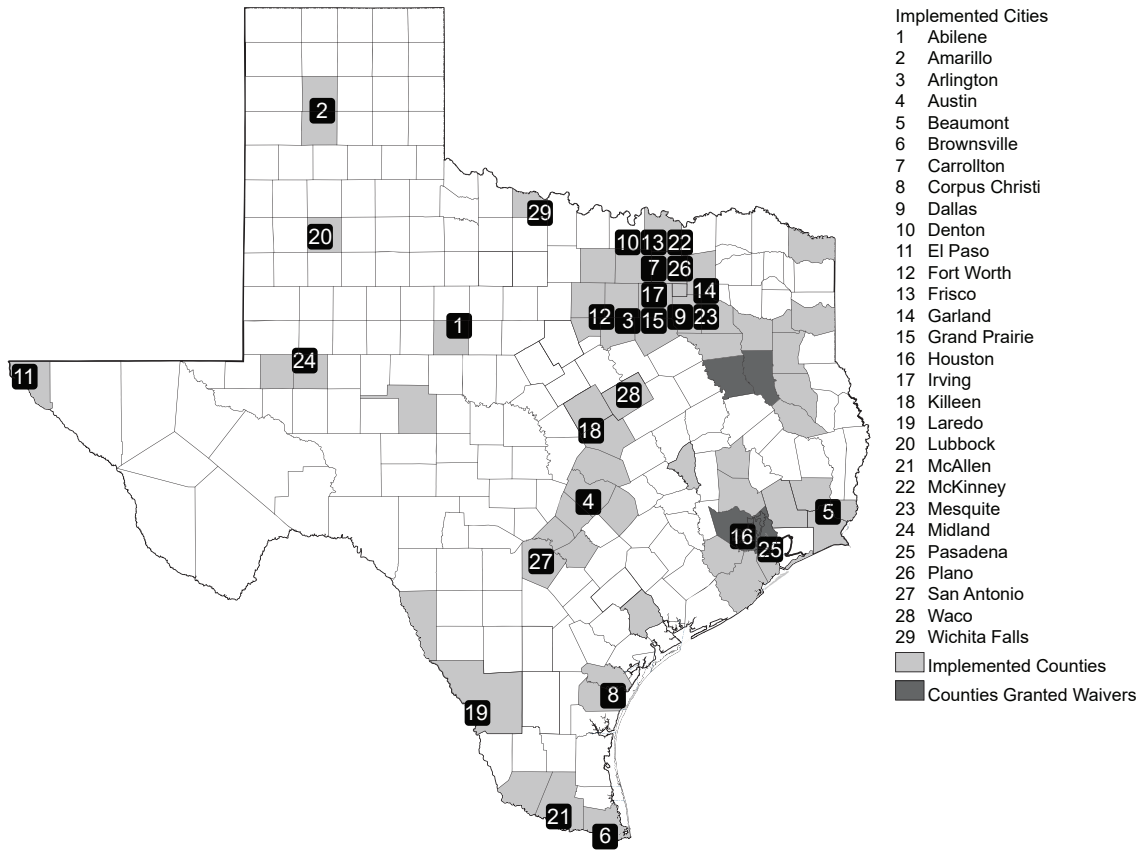 Implemented Cities
1 Abilene
2 Amarillo
3 Arlington
4 Austin
5 Beaumont
6 Brownsville
7 Carrollton
8 Corpus Christi
9 Dallas
10 Denton
11 El Paso
12 Fort Worth
13 Frisco
14 Garland
15 Grand Prairie
16 Houston
17 Irving
18 Killeen
19 Laredo
20 Lubbock
21 McAllen
22 McKinney
23 Mesquite
24 Midland
25 Pasadena
26 Plano
27 San Antonio
28 Waco
29 Wichita Falls
Implemented Counties
Counties Granted Waivers
2
29
20
10 13 22
7 26
17 14
12 3 15 9 23
1
24
11
28
18
4
5
16
25
27
8
19
21
6